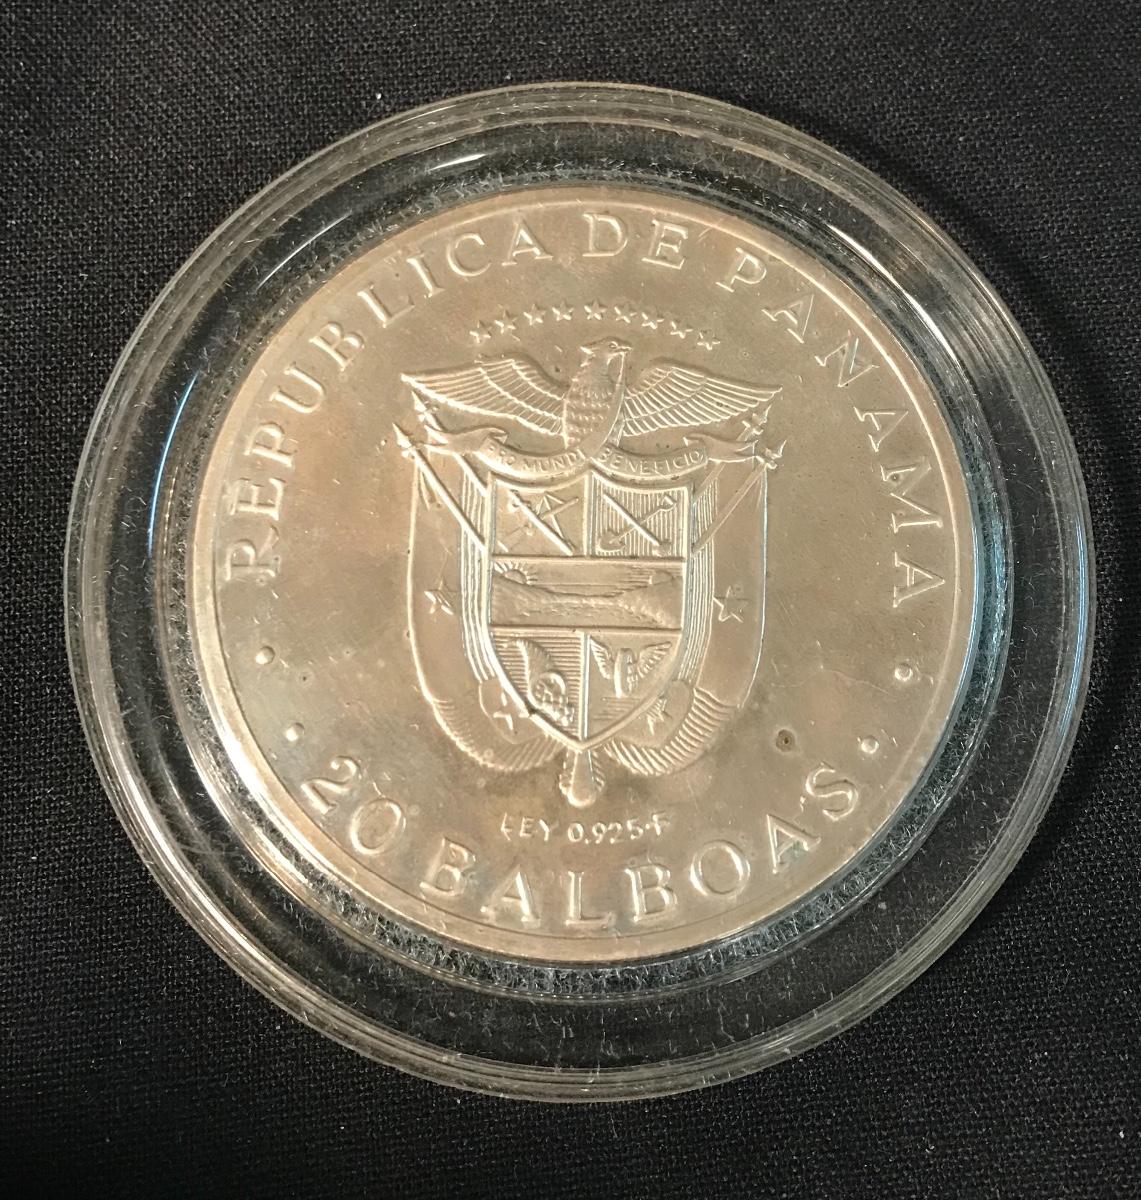 REPUBLICA DE PANAMA
PRO MUNDI BENEFICIO
LEY 0.925·F
· · 20 BALBOAS · ·